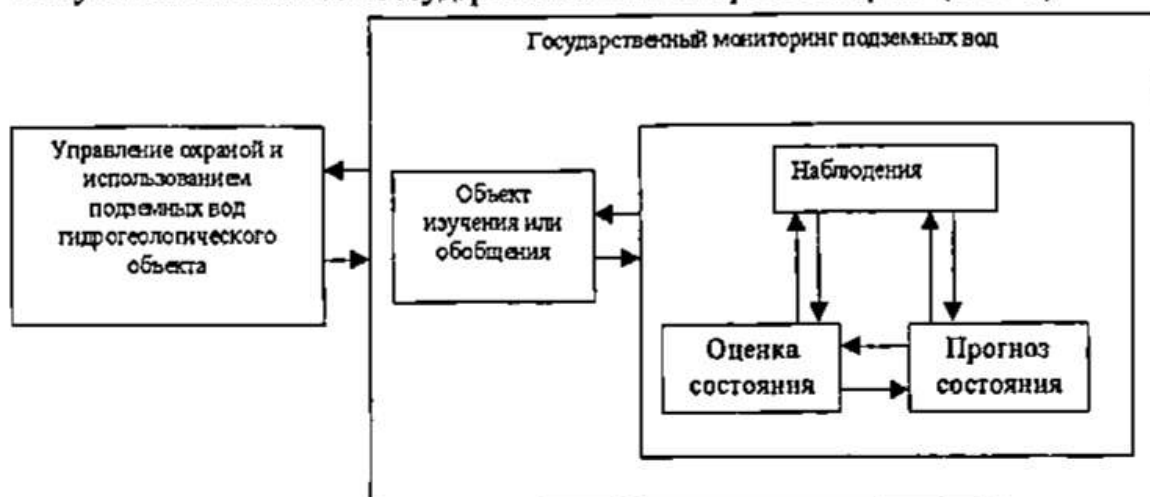 Государственный мониторинг подземных вод
Управление охраной и
использованием
подземных вод
гидрогеологического
объекта
Объект
изучения или
обобщения
Наблюдения
Оценка
состояния
Прогноз
состояния